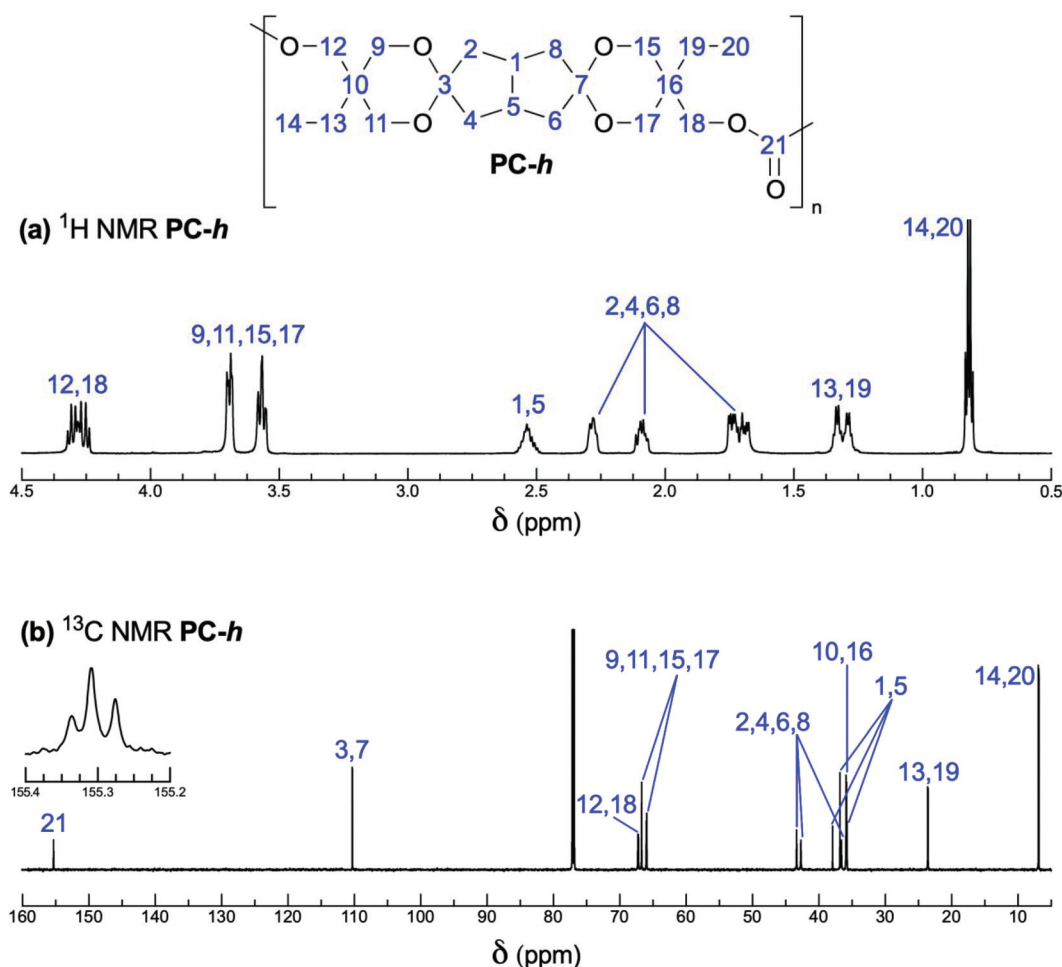 O 12 9 O 2 8 O 15 19 20
1
10 3 7 16
5
14 13 11 O 4 6 O 17 18 O
21
PC-h
O
n
(a) ¹H NMR PC-h
14,20
2,4,6,8
9,11,15,17
12,18
1,5
13,19
4.5 4.0 3.5 3.0 2.5 2.0 1.5 1.0 0.5
δ (ppm)
(b) ¹³C NMR PC-h
9,11,15,17
10,16
14,20
1,5
2,4,6,8
3,7
13,19
12,18
155.4 155.3 155.2
21
160 150 140 130 120 110 100 90 80 70 60 50 40 30 20 10
δ (ppm)